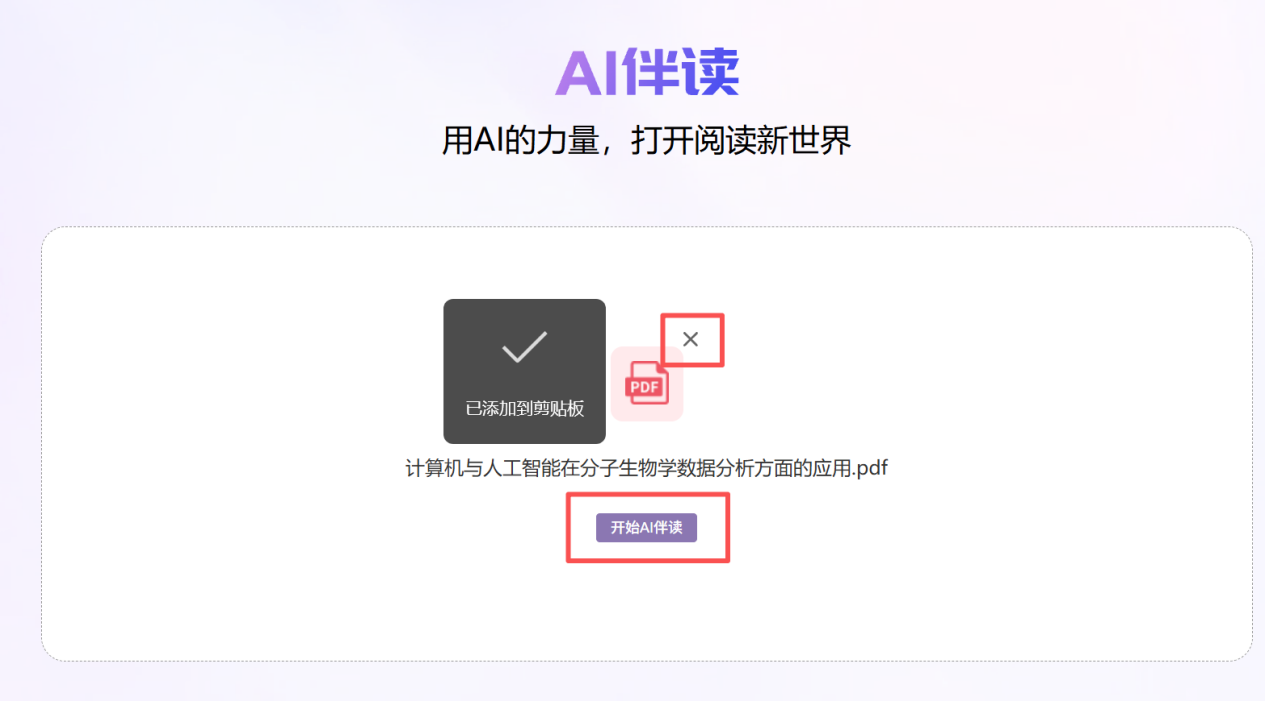 AI伴读
用AI的力量，打开阅读新世界
已添加到剪贴板
PDF
计算机与人工智能在分子生物学数据分析方面的应用.pdf
开始AI伴读